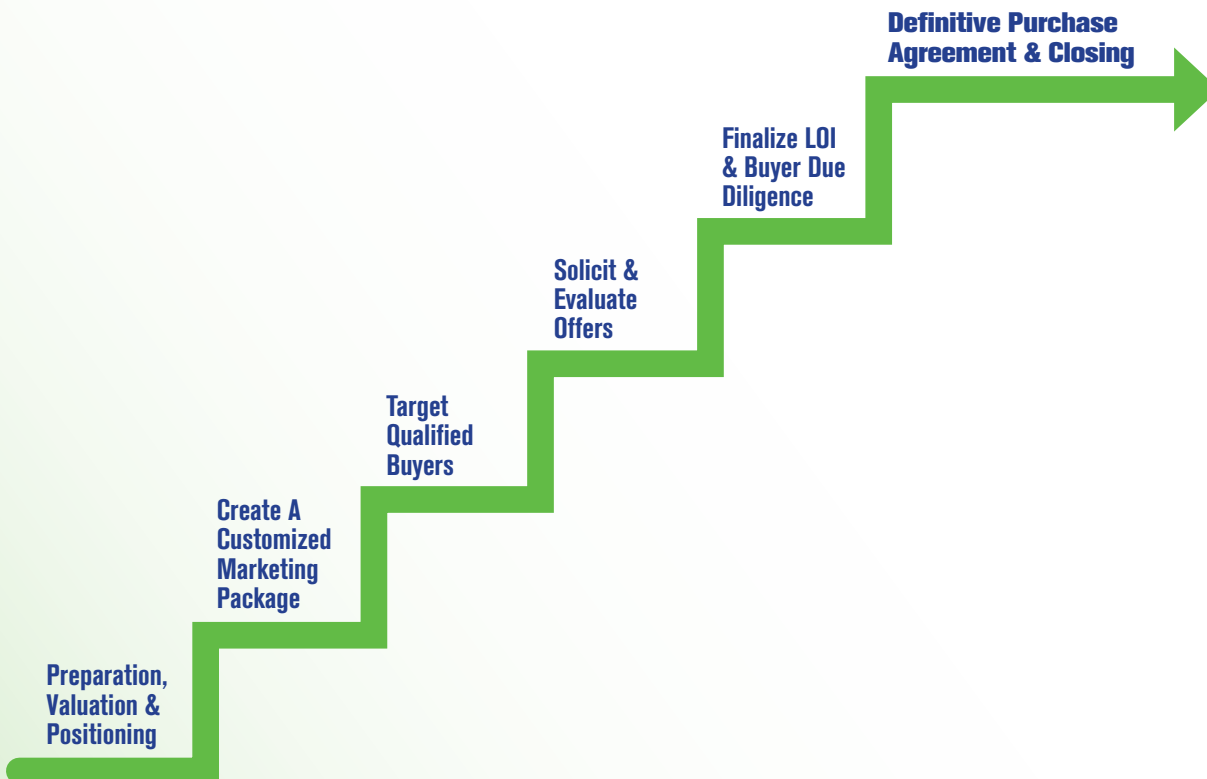 Definitive Purchase
Agreement & Closing
Finalize LOI
& Buyer Due
Diligence
Solicit &
Evaluate
Offers
Target
Qualified
Buyers
Create A
Customized
Marketing
Package
Preparation,
Valuation &
Positioning